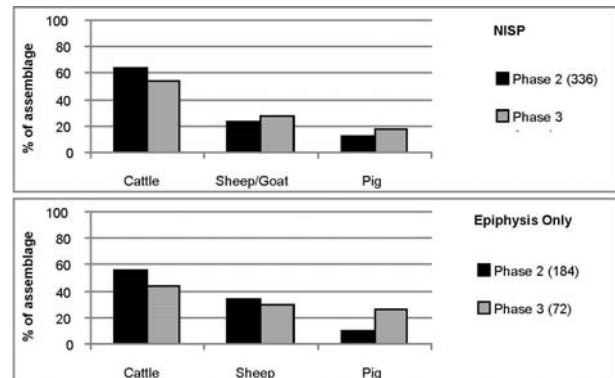 % of assemblage
100
80
60
40
20
0
Cattle Sheep/Goat Pig
NISP
Phase 2 (336)
Phase 3
% of assemblage
100
80
60
40
20
0
Cattle Sheep Pig
Epiphysis Only
Phase 2 (184)
Phase 3 (72)